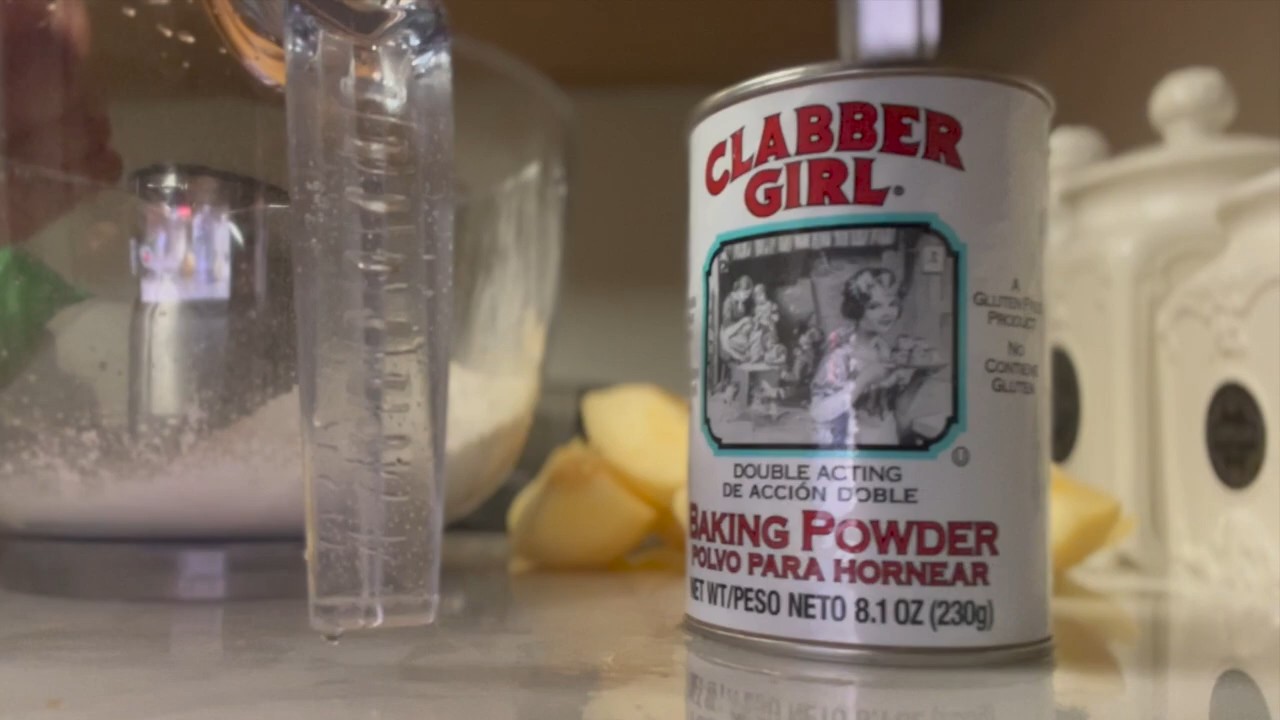 CLABBER
GIRL®
A
GLUTEN FREE
PRODUCT
NO
CONTIENE
GLUTEN
DOUBLE ACTING
DE ACCIÓN DOBLE
BAKING POWDER
POLVO PARA HORNEAR
NET WT/PESO NETO 8.1 OZ (230g)